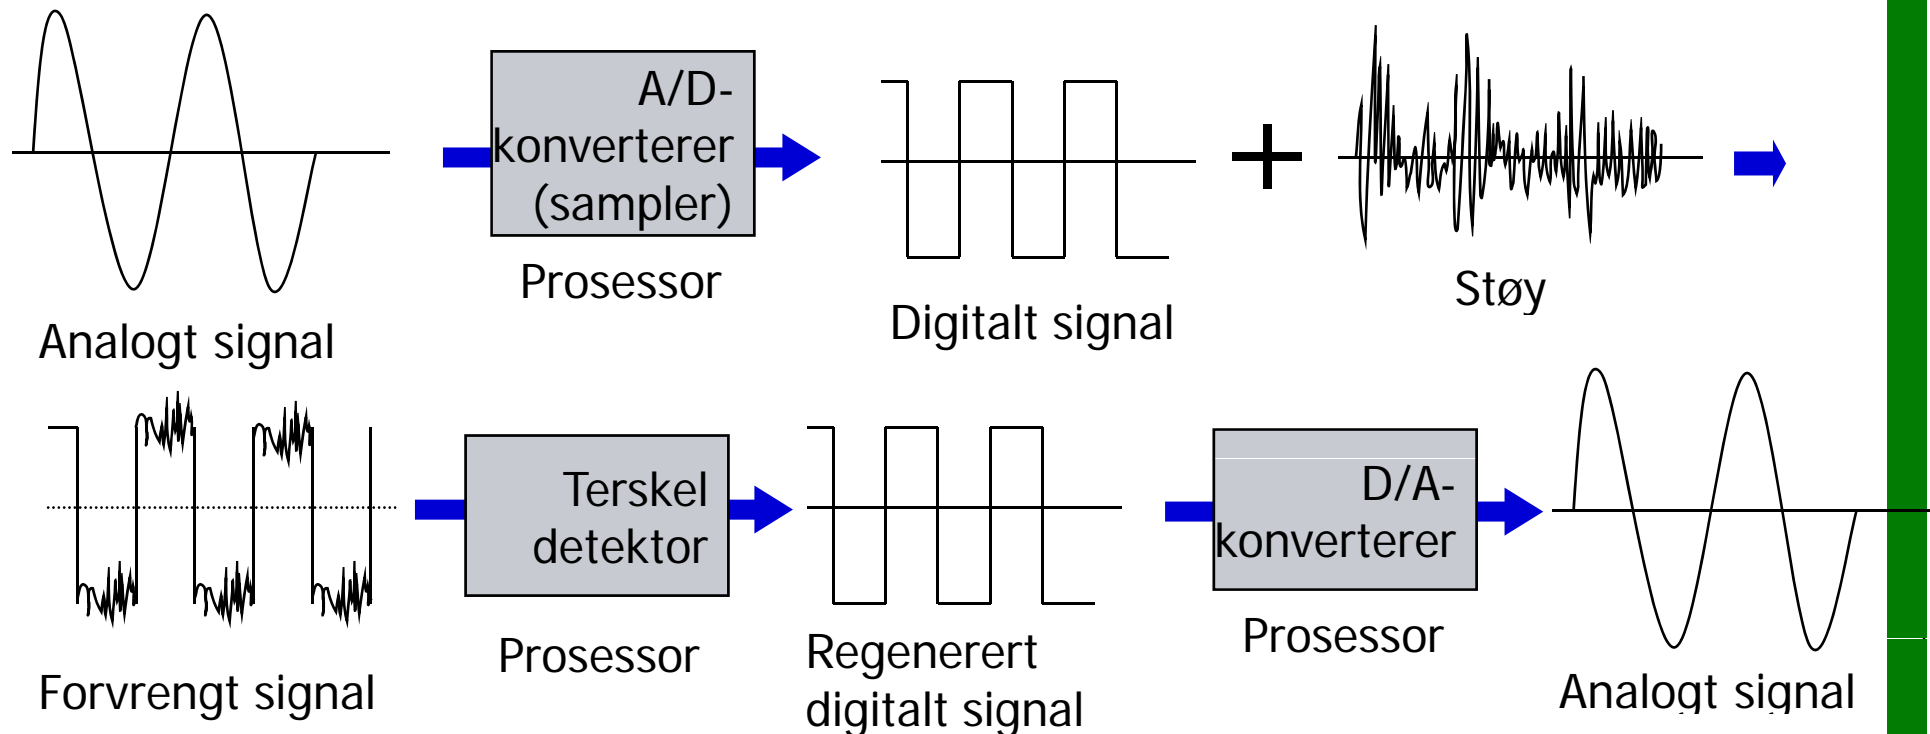 A/D-
konverterer
(sampler)
Prosessor
Støy
Digitalt signal
Analogt signal
Terskel
detektor
D/A-
konverterer
Prosessor
Prosessor
Regenerert
digitalt signal
Forvrengt signal
Analogt signal